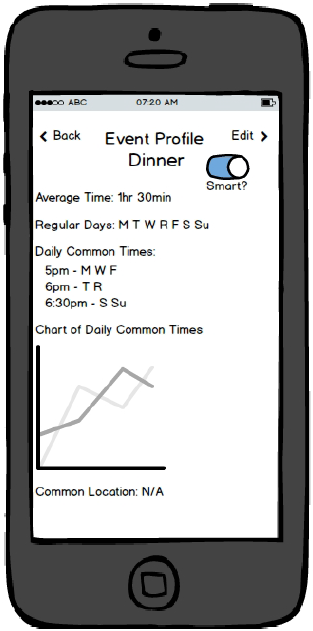 ABC 07:20 AM
Back Event Profile Edit
Dinner
Smart?
Average Time: 1hr 30min
Regular Days: M T W R F S Su
Daily Common Times:
5pm - M W F
6pm - T R
6:30pm - S Su
Chart of Daily Common Times
Common Location: N/A